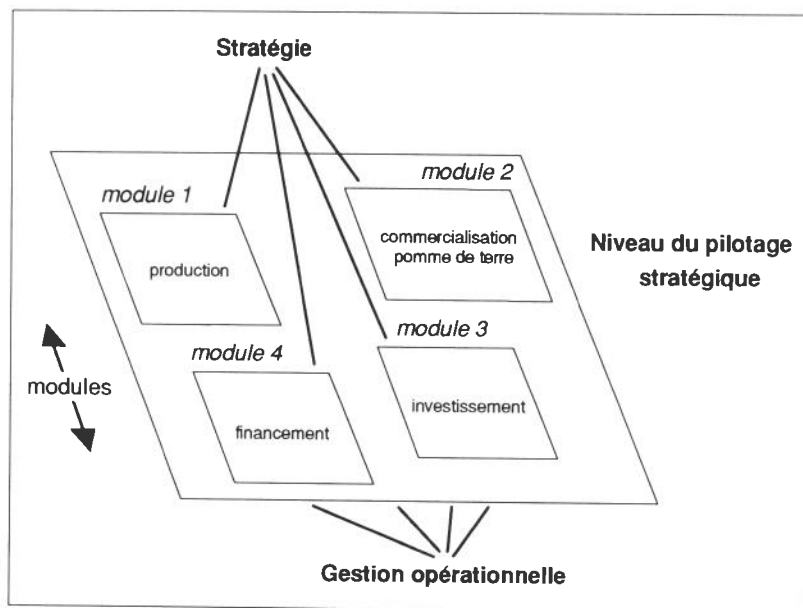 Stratégie
module 2
module 1
commercialisation
pomme de terre
Niveau du pilotage
stratégique
production
module 3
module 4
modules
investissement
financement
Gestion opérationnelle